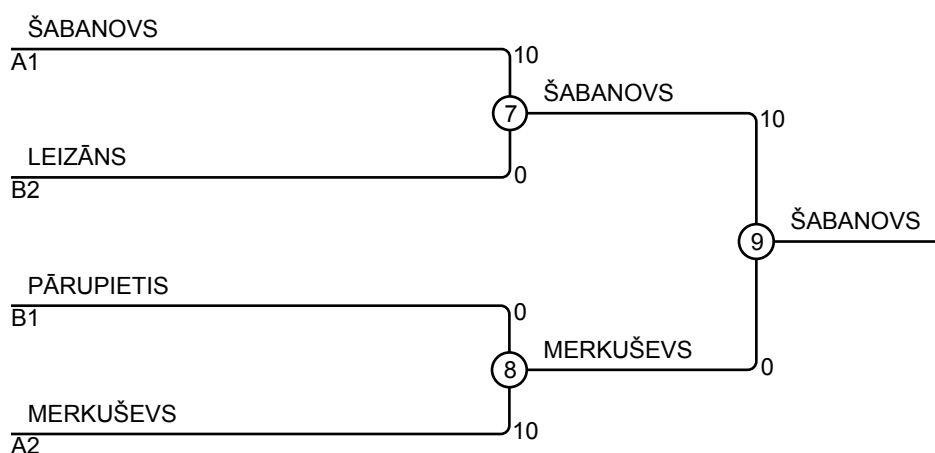 ŠABANOVS
A1
10
7
ŠABANOVS
10
LEIZĀNS
B2
0
9
ŠABANOVS
PĀRUPIETIS
B1
0
8
MERKUŠEVS
0
MERKUŠEVS
A2
10